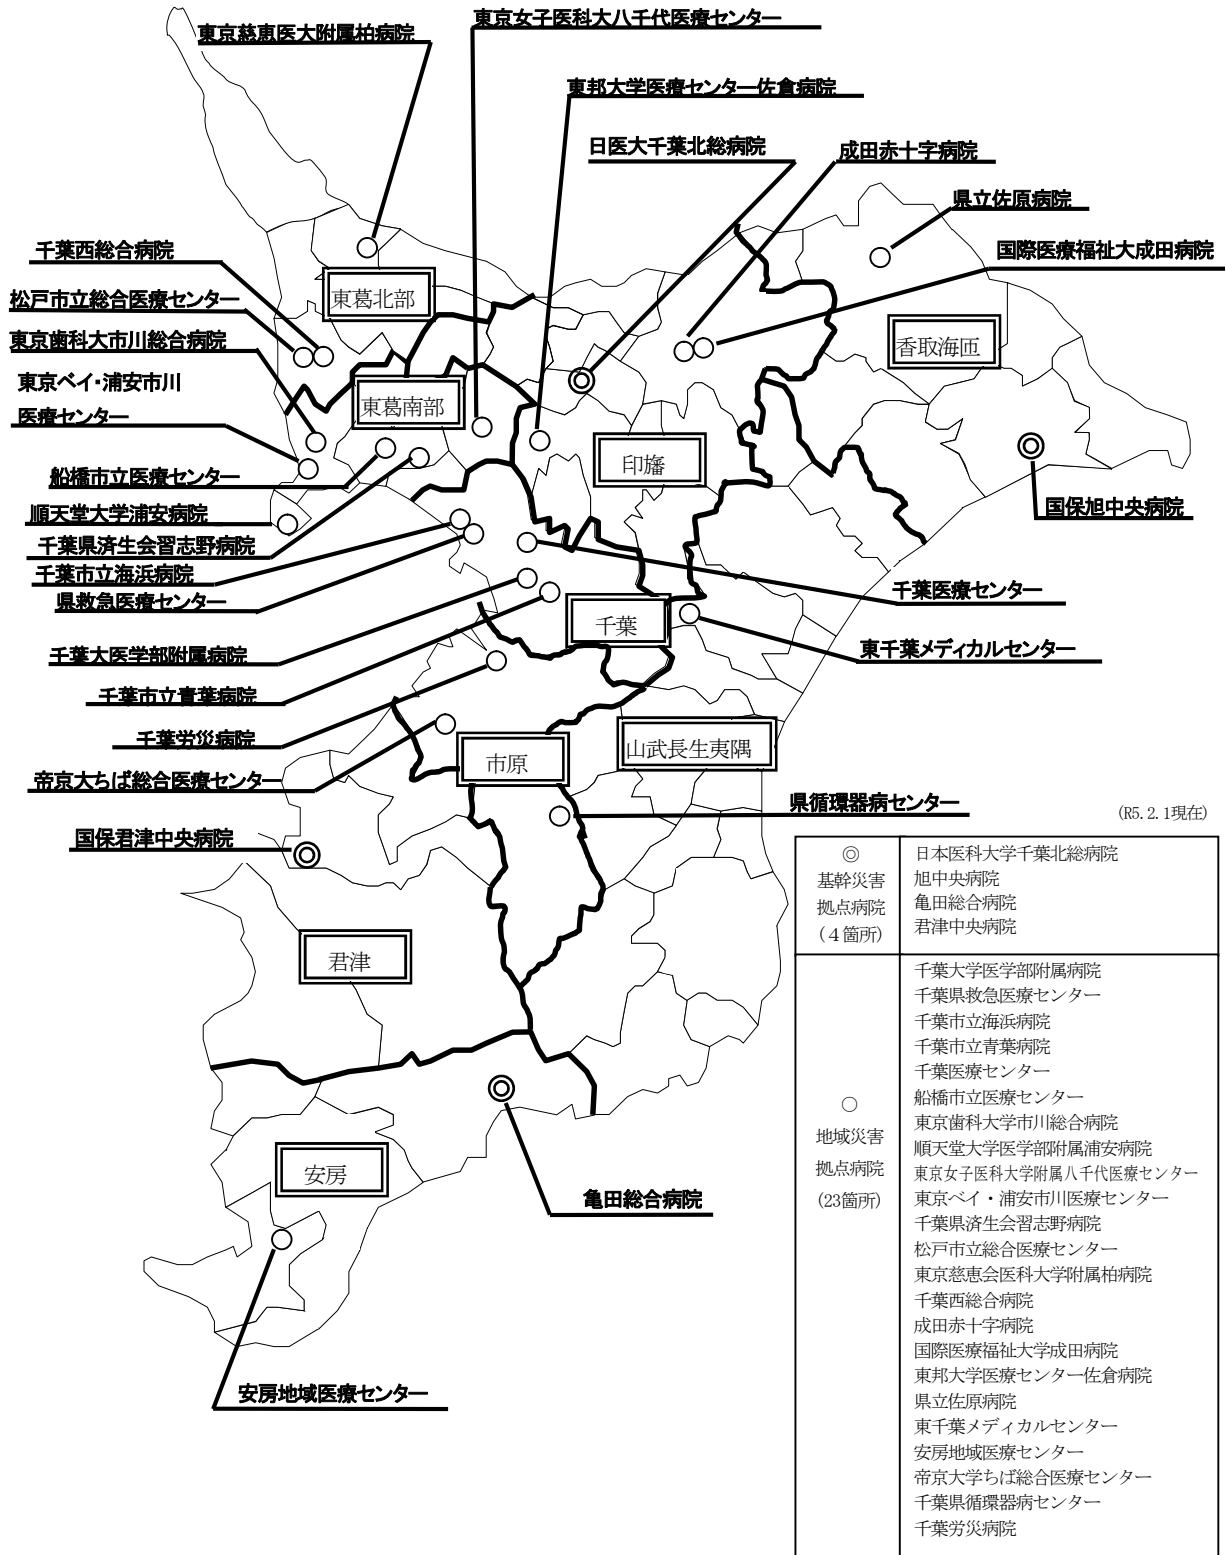 東京女子医科大八千代医療センター
東京慈恵医大附属柏病院
東邦大学医療センター佐倉病院
日医大千葉北総病院
成田赤十字病院
県立佐原病院
国際医療福祉大成田病院
千葉西総合病院
松戸市立総合医療センター
東京歯科大市川総合病院
東京ベイ・浦安市川
医療センター
船橋市立医療センター
順天堂大学浦安病院
千葉県済生会習志野病院
千葉市立海浜病院
県救急医療センター
千葉大医学部附属病院
千葉市立青葉病院
千葉労災病院
帝京大ちば総合医療センター
国保君津中央病院
東葛北部
東葛南部
印旛
香取海匝
国保旭中央病院
千葉医療センター
千葉
東千葉メディカルセンター
山武長生夷隅
市原
県循環器病センター
君津
安房
亀田総合病院
安房地域医療センター
(R5.2.1現在)
◎
基幹災害
拠点病院
(４箇所)
日本医科大学千葉北総病院
旭中央病院
亀田総合病院
君津中央病院
○
地域災害
拠点病院
(23箇所)
千葉大学医学部附属病院
千葉県救急医療センター
千葉市立海浜病院
千葉市立青葉病院
千葉医療センター
船橋市立医療センター
東京歯科大学市川総合病院
順天堂大学医学部附属浦安病院
東京女子医科大学附属八千代医療センター
東京ベイ・浦安市川医療センター
千葉県済生会習志野病院
松戸市立総合医療センター
東京慈恵会医科大学附属柏病院
千葉西総合病院
成田赤十字病院
国際医療福祉大学成田病院
東邦大学医療センター佐倉病院
県立佐原病院
東千葉メディカルセンター
安房地域医療センター
帝京大学ちば総合医療センター
千葉県循環器病センター
千葉労災病院